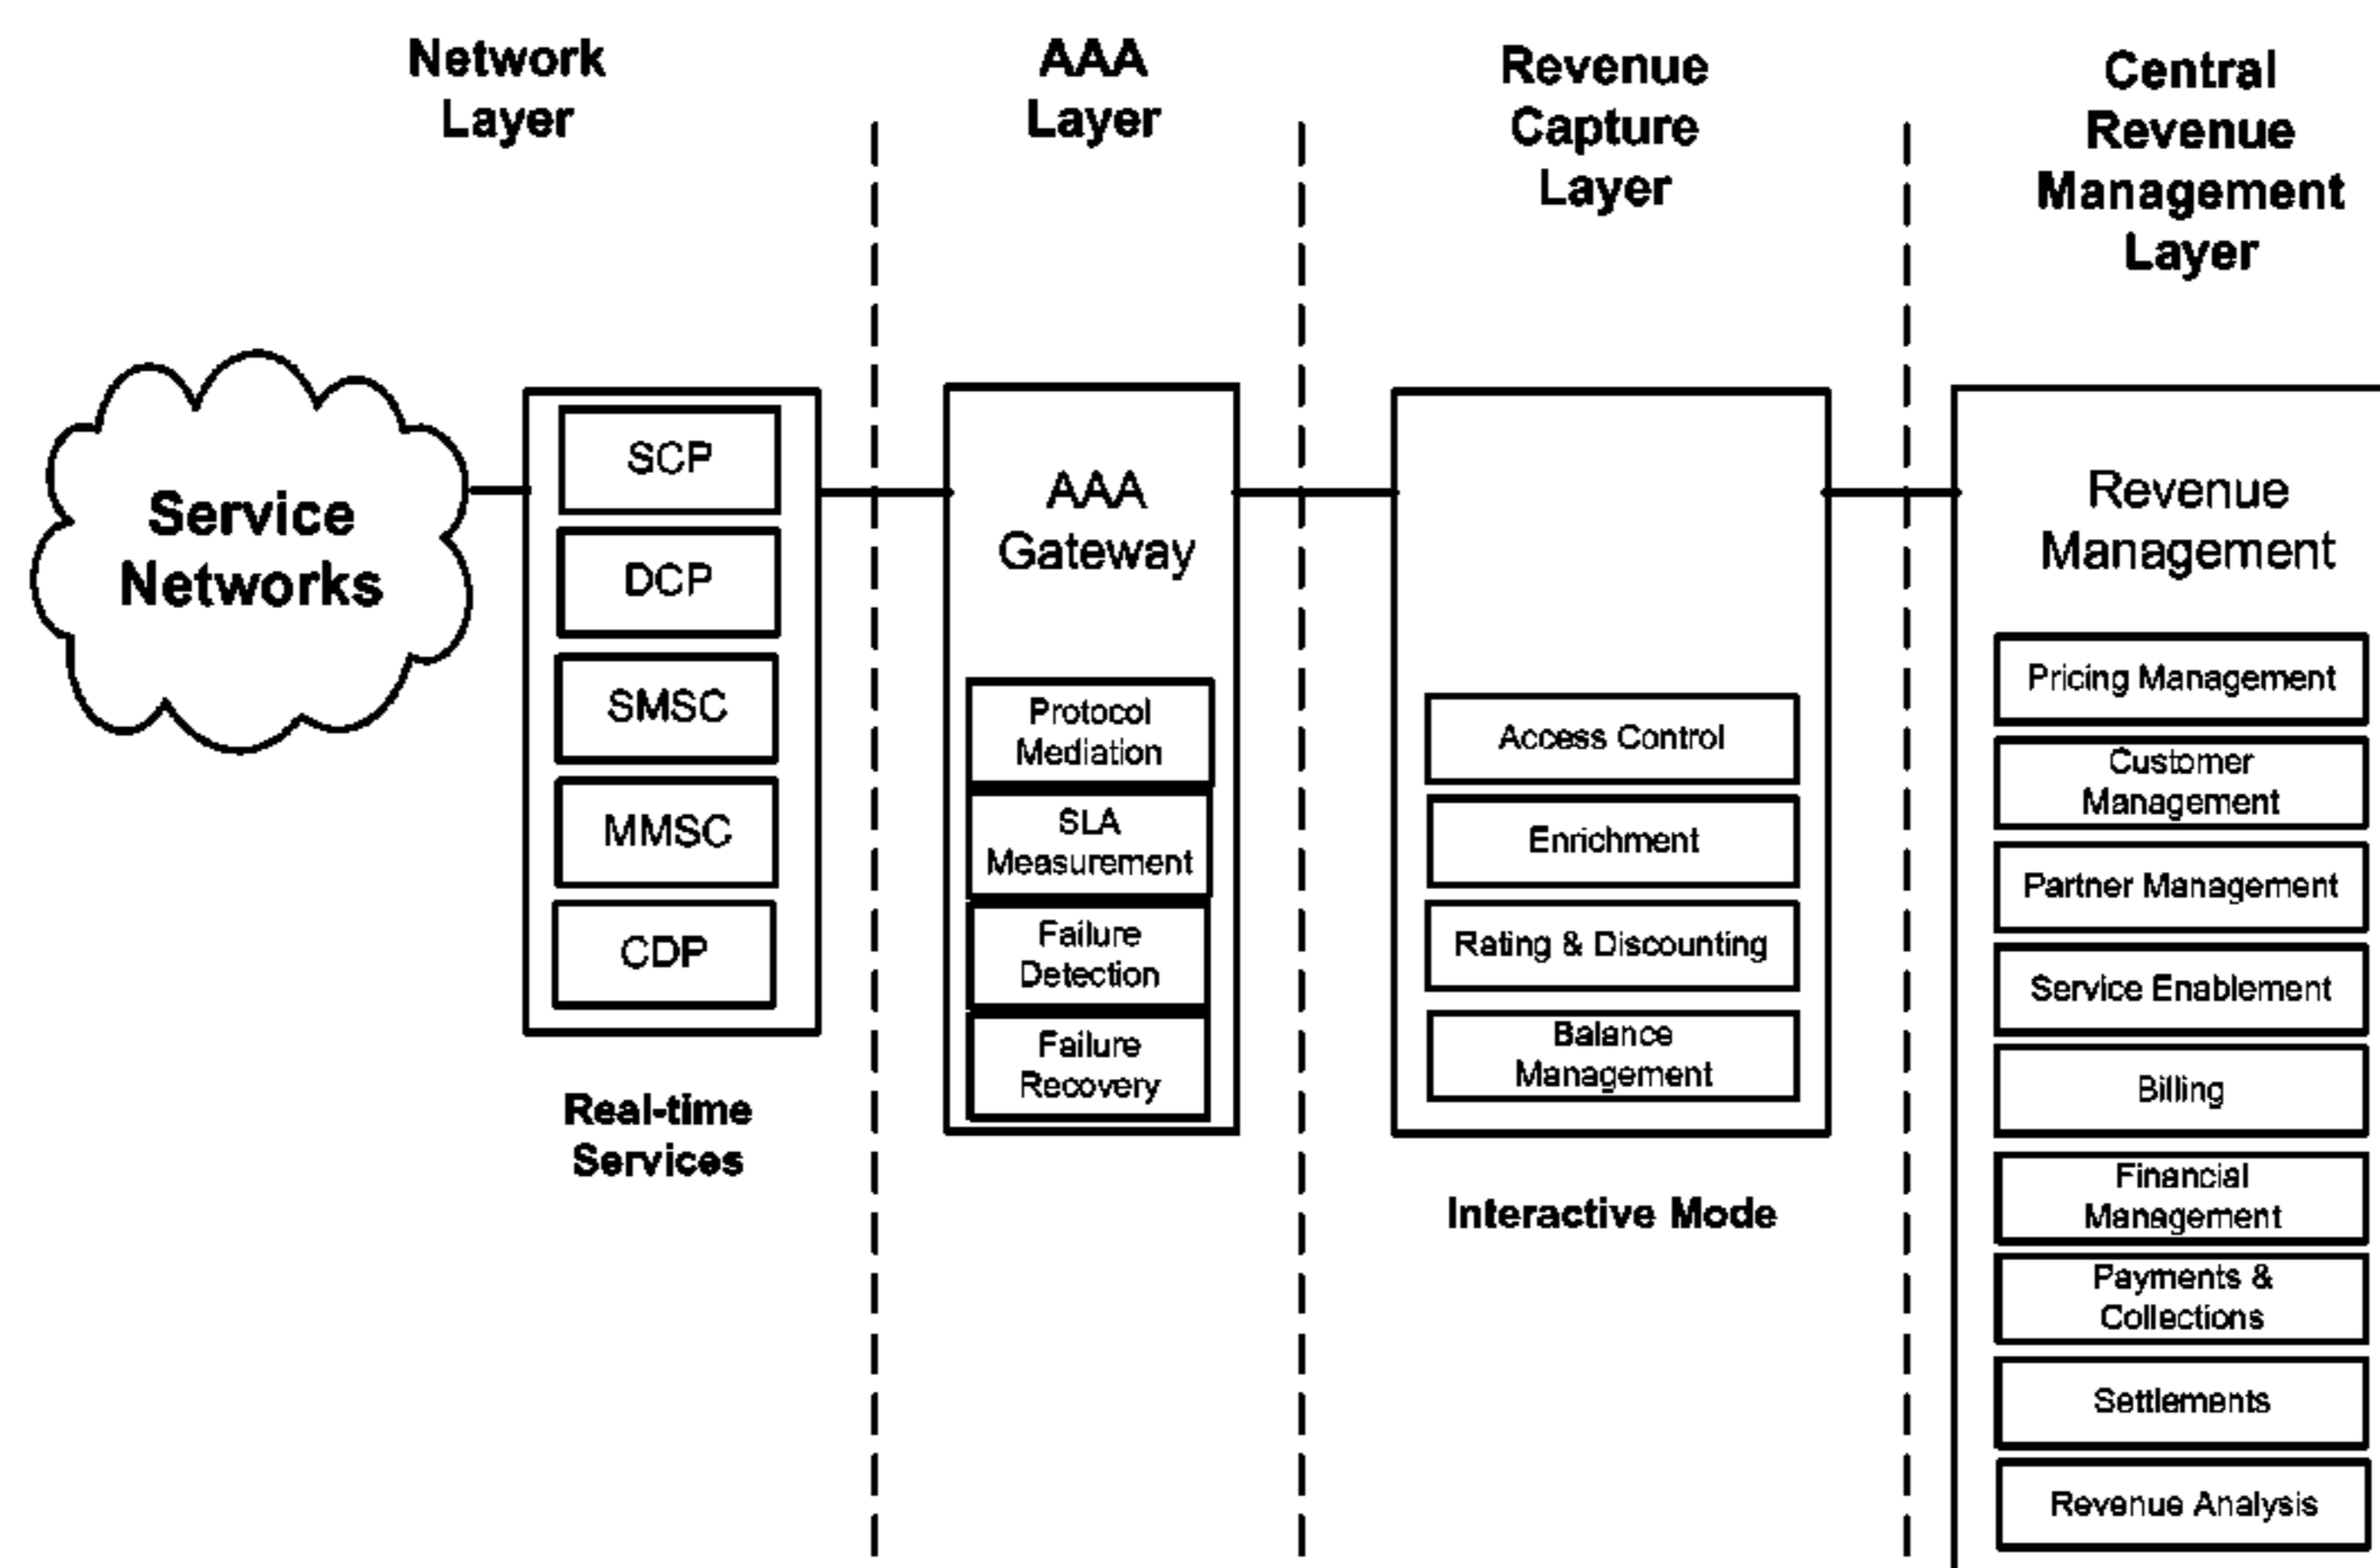 Network
Layer
AAA
Layer
Revenue
Capture
Layer
Central
Revenue
Management
Layer
Service
Networks
SCP
DCP
SMSC
MMSC
CDP
Real-time
Services
AAA
Gateway
Protocol
Mediation
SLA
Measurement
Failure
Detection
Failure
Recovery
Access Control
Enrichment
Rating & Discounting
Balance
Management
Interactive Mode
Revenue
Management
Pricing Management
Customer
Management
Partner Management
Service Enablement
Billing
Financial
Management
Payments &
Collections
Settlements
Revenue Analysis